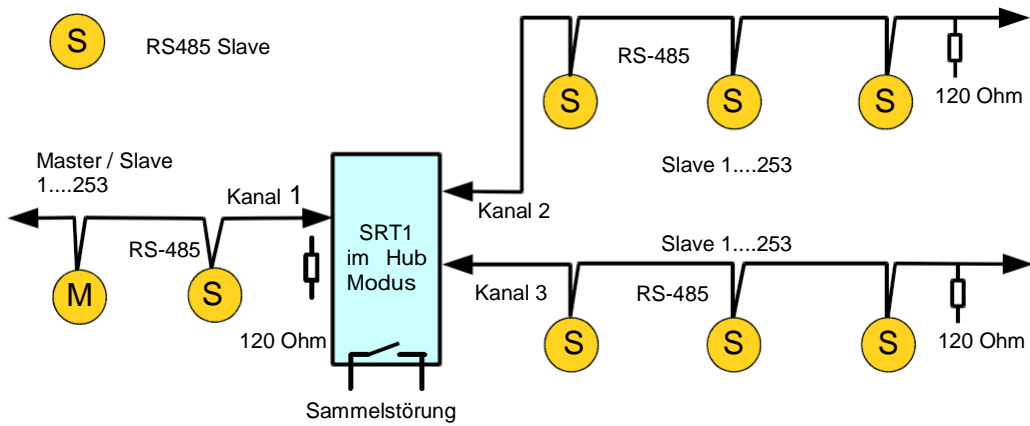 S
RS485 Slave
RS-485
S
S
S
120 Ohm
Master / Slave
1....253
Kanal 1
Kanal 2
Slave 1....253
SRT1
im Hub
Modus
RS-485
M
S
120 Ohm
Slave 1....253
Kanal 3
RS-485
S
S
S
120 Ohm
Sammelstörung